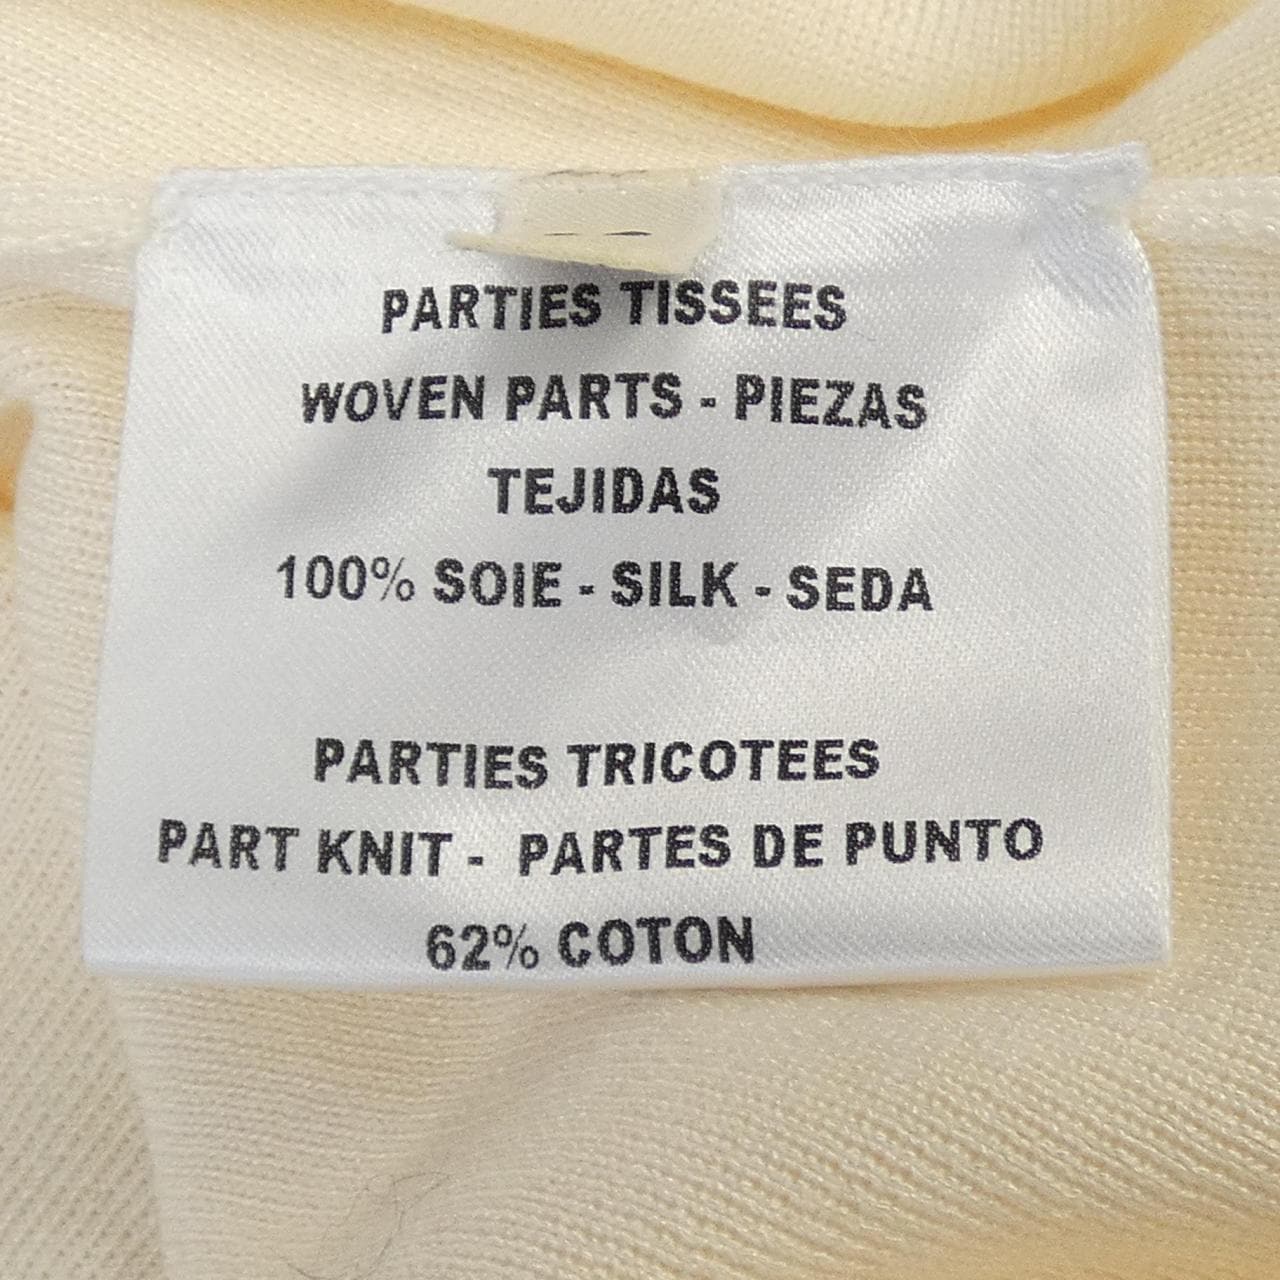 PARTIES TISSEES
WOVEN PARTS - PIEZAS
TEJIDAS
100% SOIE - SILK - SEDA
PARTIES TRICOTEES
PART KNIT - PARTES DE PUNTO
62% COTON